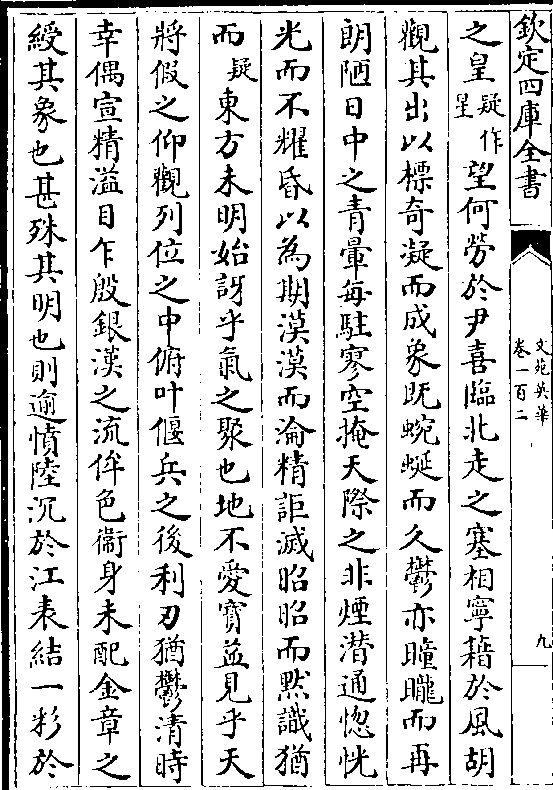 欽定四庫全書
文苑英華
卷一百二
九
之皇疑作星望何勞於尹喜臨北走之塞相寧藉於風胡
觀其出以標奇凝而成象既蜿蜒而久鬱亦曈曨而再
朗陋日中之青暈每駐寥空掩天際之非煙潛通惚恍
光而不耀昏以為期漠漠而淪精詎滅昭昭而默識猶
而疑東方未明始訝乎氣之聚也地不愛寶益見乎天
將假之仰觀列位之中俯叶偃兵之後利刃猶鬱清時
幸偶宣精溢目乍殷銀漢之流侔色衞身未配金章之
綬其象也甚殊其明也則逾憤陸沉於江表結一彩於